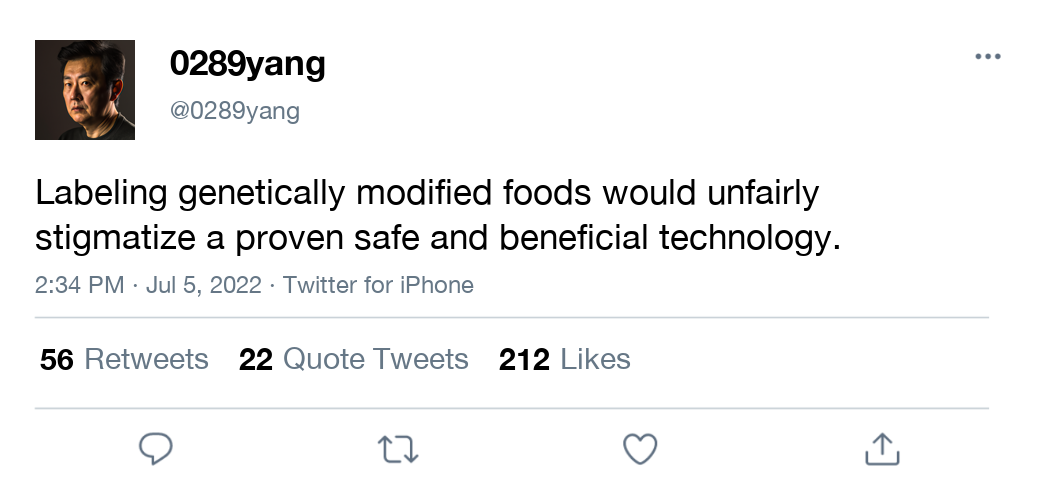 0289yang
@0289yang
Labeling genetically modified foods would unfairly
stigmatize a proven safe and beneficial technology.
2:34 PM · Jul 5, 2022 · Twitter for iPhone
56 Retweets 22 Quote Tweets 212 Likes